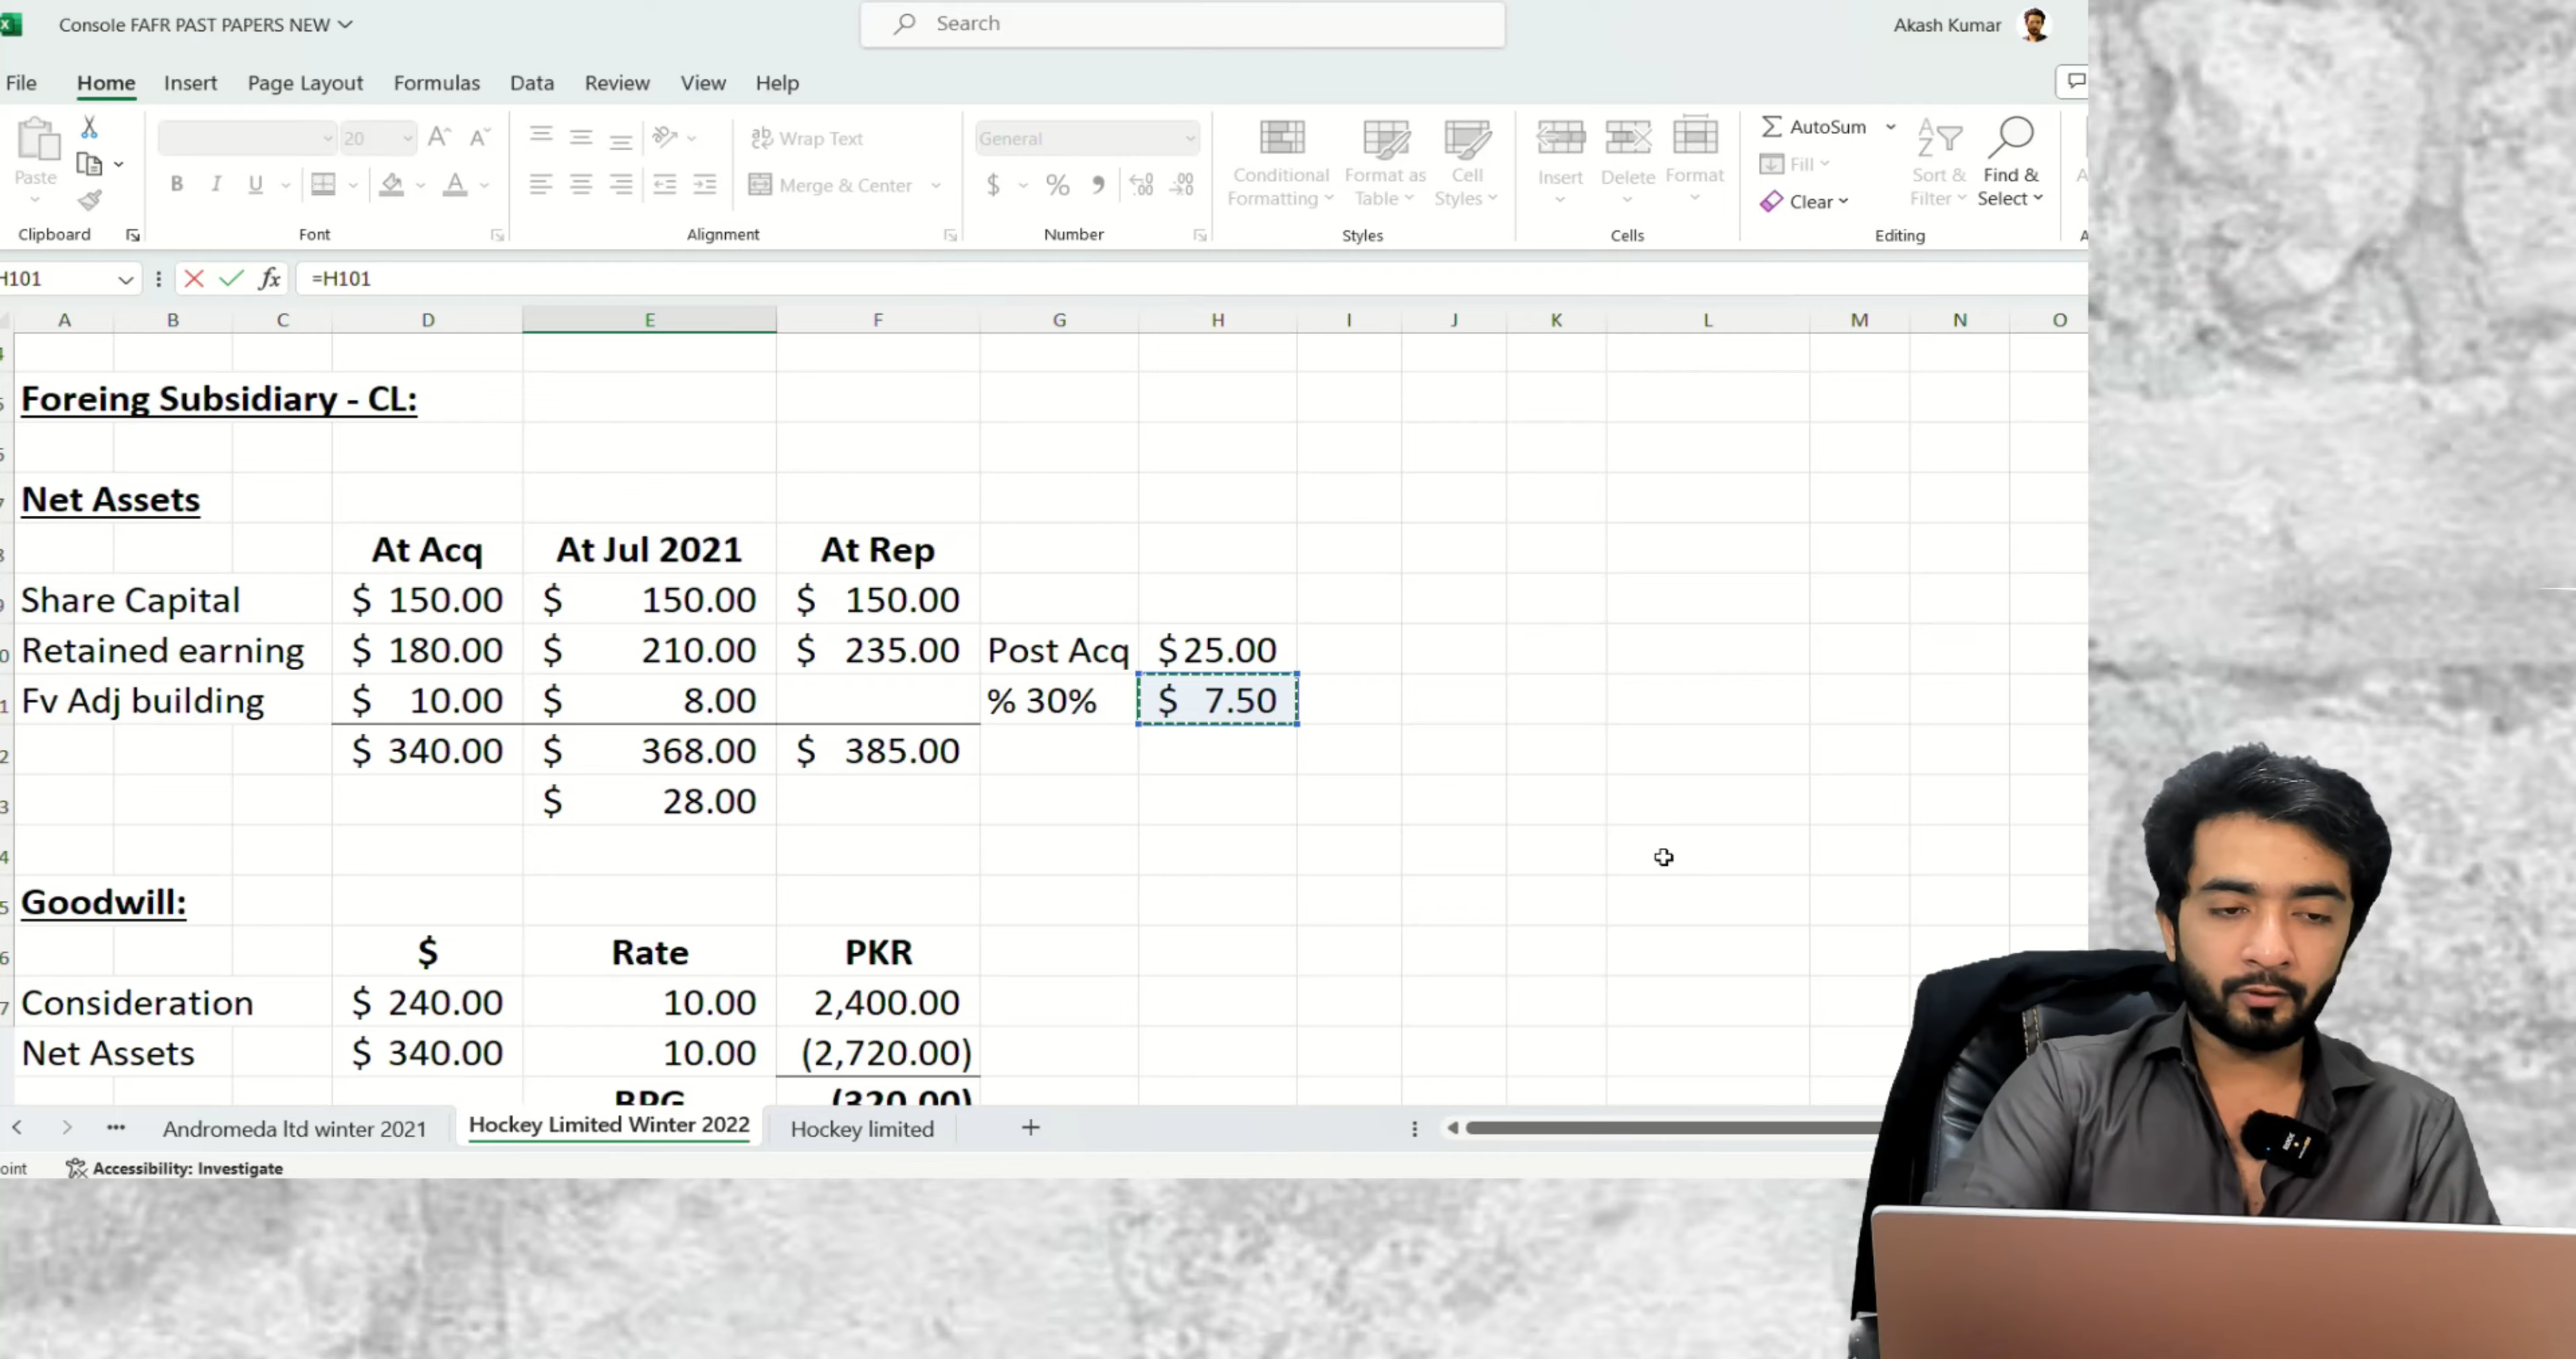 Console FAFR PAST PAPERS NEW
Search
Akash Kumar
File Home Insert Page Layout Formulas Data Review View Help
20
Wrap Text
General
AutoSum
Paste
B I U
Merge & Center
$ % 9
Conditional Formatting
Format as Table
Cell Styles
Insert Delete Format
Fill
Clear
Sort & Filter
Find & Select
Clipboard Font Alignment Number Styles Cells Editing
H101 fx =H101
A B C D E F G H I J K L M N O
Foreing Subsidiary - CL:
Net Assets
At Acq At Jul 2021 At Rep
Share Capital $ 150.00 $ 150.00 $ 150.00
Retained earning $ 180.00 $ 210.00 $ 235.00 Post Acq $ 25.00
Fv Adj building $ 10.00 $ 8.00 % 30% $ 7.50
$ 340.00 $ 368.00 $ 385.00
$ 28.00
Goodwill:
$ Rate PKR
Consideration $ 240.00 10.00 2,400.00
Net Assets $ 340.00 10.00 (2,720.00)
BPG (320.00)
Andromeda ltd winter 2021 Hockey Limited Winter 2022 Hockey limited
oint Accessibility: Investigate